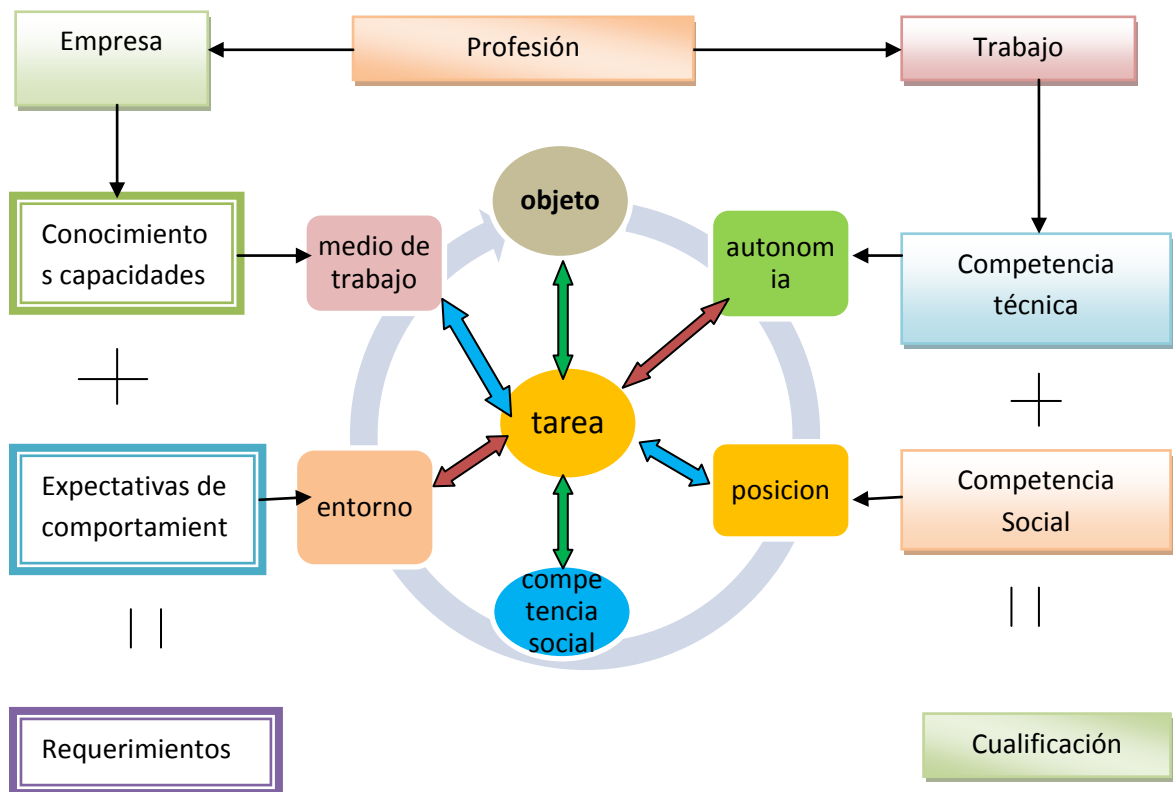 Empresa
Profesión
Trabajo
objeto
Conocimiento
s capacidades
medio de
trabajo
autonom
ia
Competencia
técnica
tarea
Expectativas de
comportamient
entorno
posicion
Competencia
Social
compe
tencia
social
Requerimientos
Cualificación